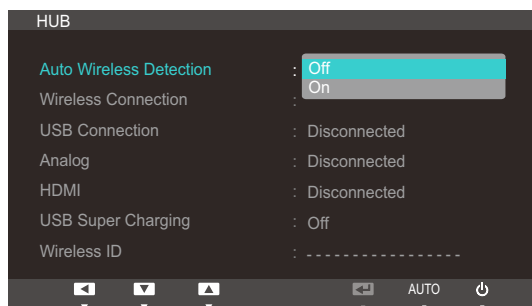 HUB
Auto Wireless Detection : Off
On
Wireless Connection :
USB Connection : Disconnected
Analog : Disconnected
HDMI : Disconnected
USB Super Charging : Off
Wireless ID : - - - - - - - - - - - - - - - - - -
AUTO